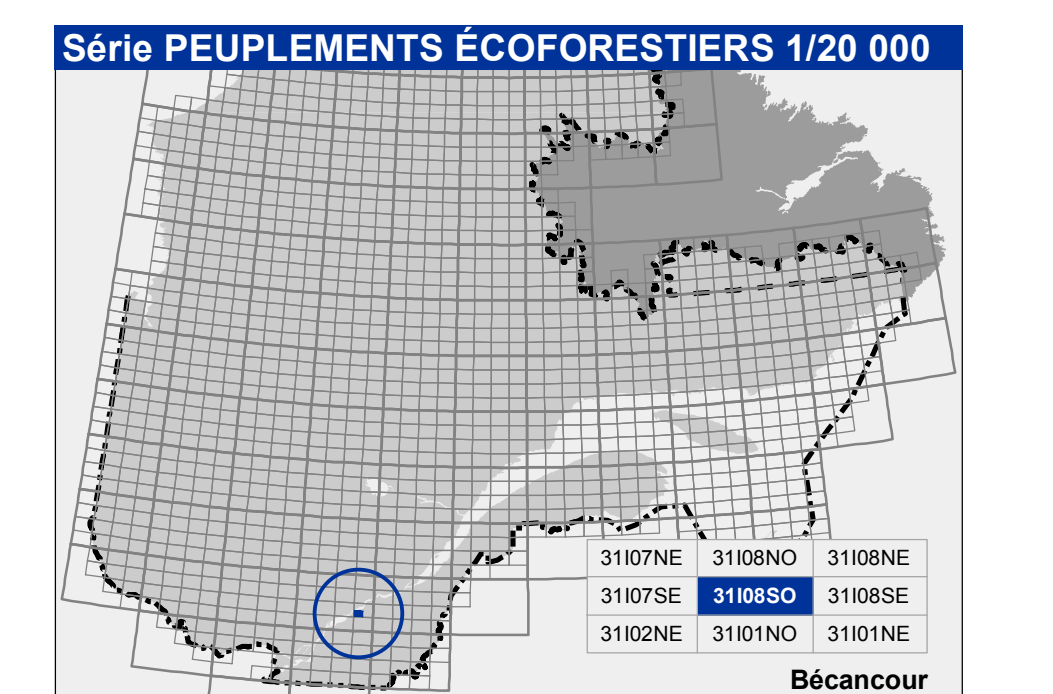 Série PEUPLEMENTS ÉCOFORESTIERS 1/20 000
31I07NE 31I08NO 31I08NE
31I07SE 31I08SO 31I08SE
31I02NE 31I01NO 31I01NE
Bécancour